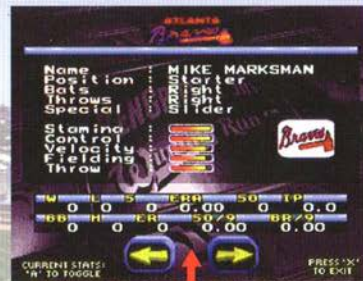 ATLANTA
Braves
Name : MIKE MARKSMAN
Position : Starter
Bats : Right
Throws : Right
Special : Slider
Stamina :
Control :
Velocity :
Fielding :
Throw :
Braves
W L S ERA SO IP
0 0 0 0.00 0 0.0
BB H ER SO/9 BR/9
0 0 0 0.00 0.00
CURRENT STATS: PRESS 'X'
'A' TO TOGGLE TO EXIT